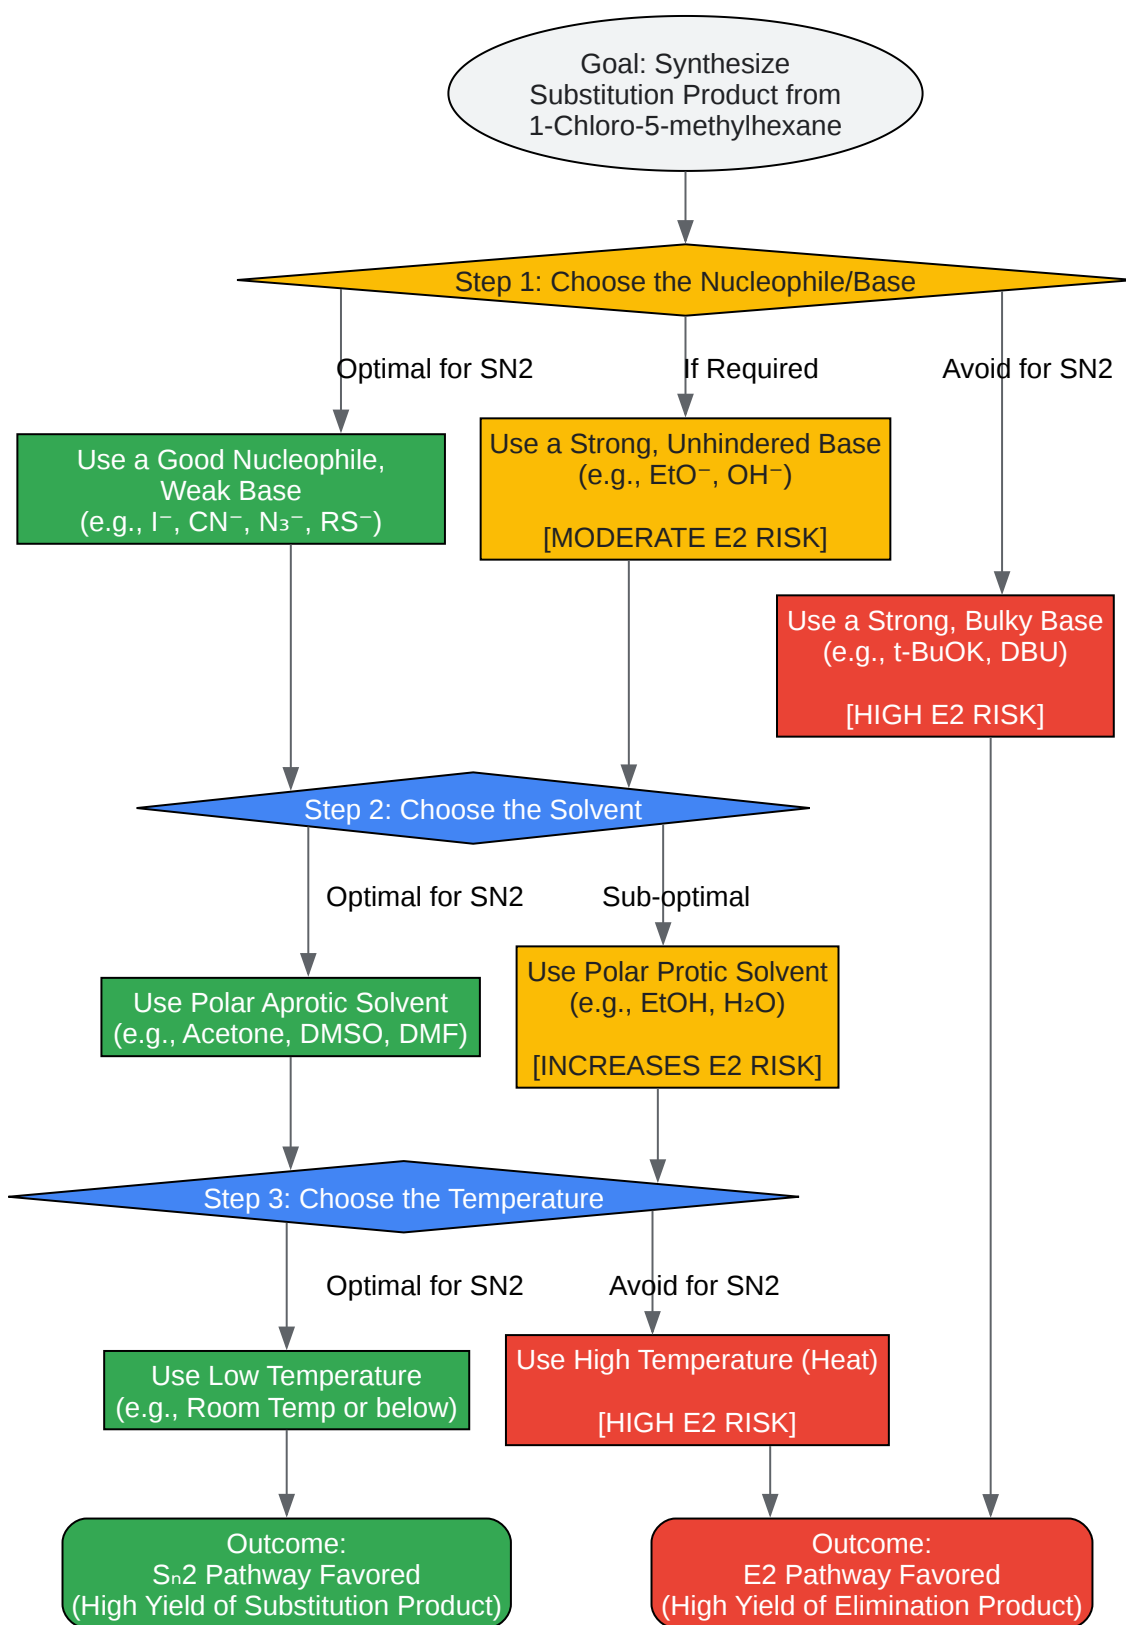 Goal: Synthesize
Substitution Product from
1-Chloro-5-methylhexane
Step 1: Choose the Nucleophile/Base
Optimal for SN2
If Required
Avoid for SN2
Use a Good Nucleophile,
Weak Base
(e.g., I⁻, CN⁻, N₃⁻, RS⁻)
Use a Strong, Unhindered Base
(e.g., EtO⁻, OH⁻)
[MODERATE E2 RISK]
Use a Strong, Bulky Base
(e.g., t-BuOK, DBU)
[HIGH E2 RISK]
Step 2: Choose the Solvent
Optimal for SN2
Sub-optimal
Use Polar Aprotic Solvent
(e.g., Acetone, DMSO, DMF)
Use Polar Protic Solvent
(e.g., EtOH, H₂O)
[INCREASES E2 RISK]
Step 3: Choose the Temperature
Optimal for SN2
Avoid for SN2
Use Low Temperature
(e.g., Room Temp or below)
Use High Temperature (Heat)
[HIGH E2 RISK]
Outcome:
Sₙ2 Pathway Favored
(High Yield of Substitution Product)
Outcome:
E2 Pathway Favored
(High Yield of Elimination Product)